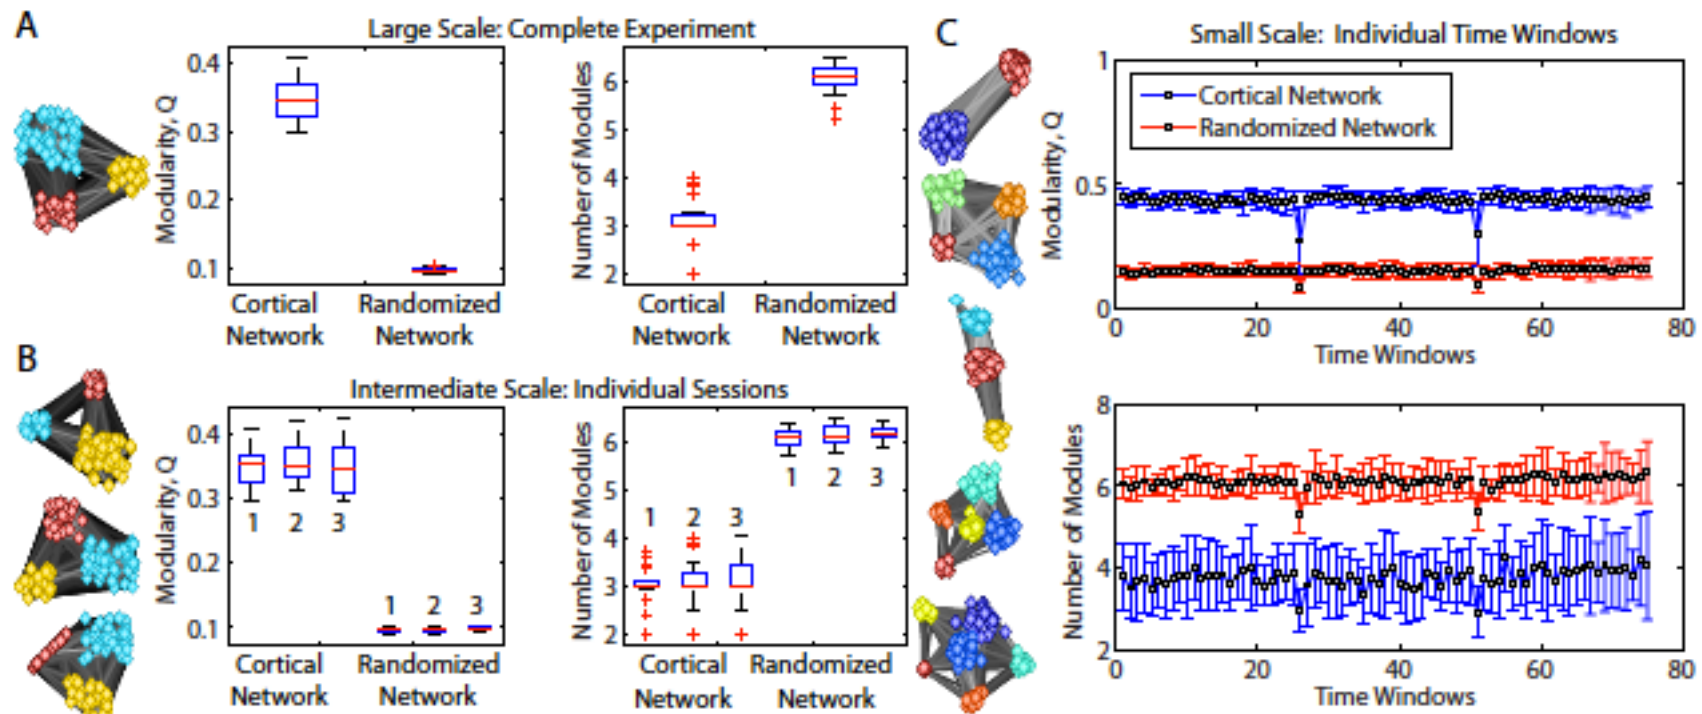 A
Large Scale: Complete Experiment
Modularity, Q
0.4
0.3
0.2
0.1
Cortical Network
Randomized Network
Number of Modules
6
5
4
3
2
Cortical Network
Randomized Network
B
Intermediate Scale: Individual Sessions
Modularity, Q
0.4
0.3
0.2
0.1
1 2 3
1 2 3
Cortical Network
Randomized Network
Number of Modules
6
5
4
3
2
1 2 3
1 2 3
Cortical Network
Randomized Network
C
Small Scale: Individual Time Windows
Modularity, Q
1
0.5
0
Cortical Network
Randomized Network
0 20 40 60 80
Time Windows
Number of Modules
8
6
4
2
0 20 40 60 80
Time Windows